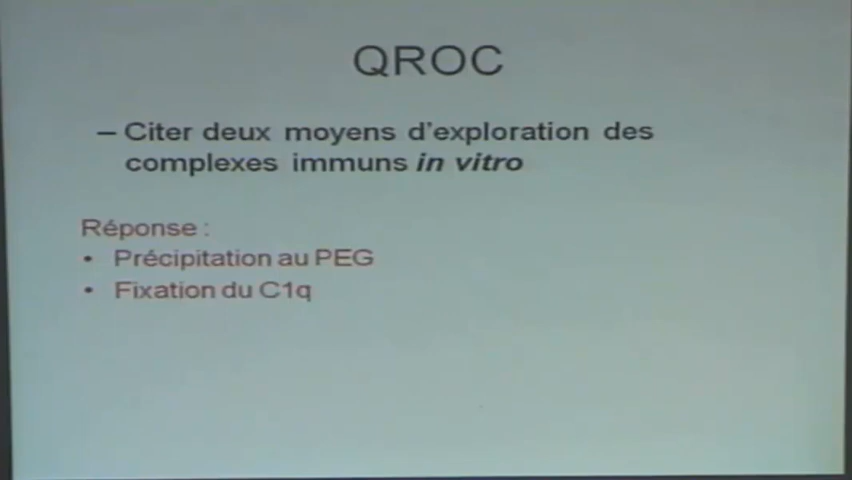 QROC
– Citer deux moyens d'exploration des
complexes immuns in vitro
Réponse :
• Précipitation au PEG
• Fixation du C1q